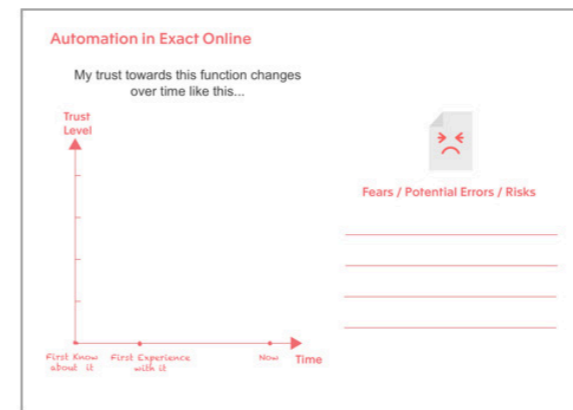 Automation in Exact Online
My trust towards this function changes
over time like this...
Trust
Level
First Know
about it
First Experience
with it
Now
Time
Fears / Potential Errors / Risks